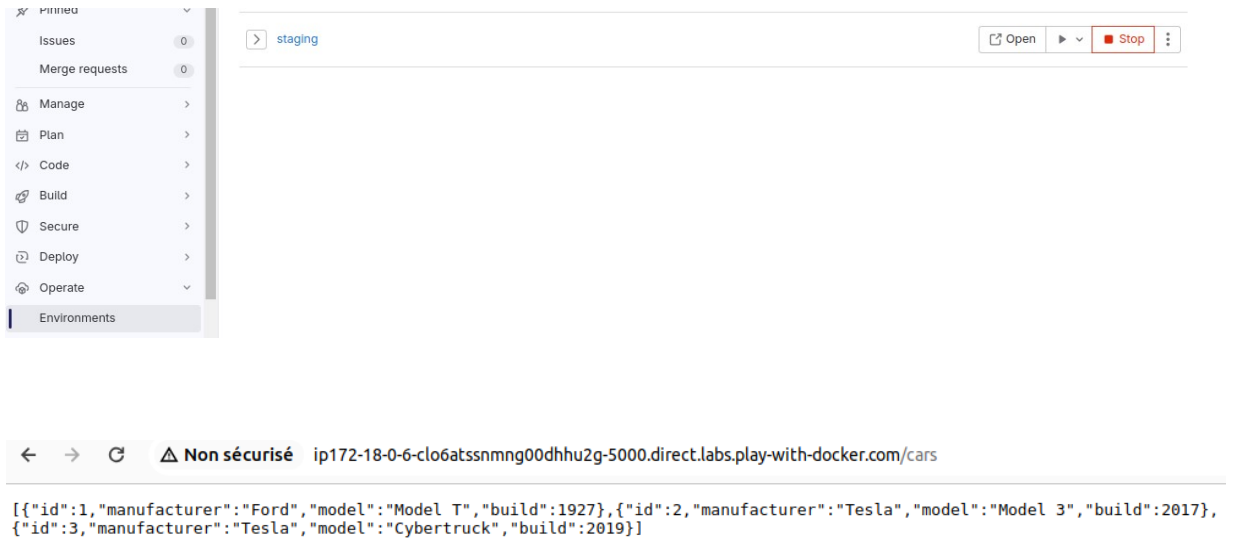 Pinned
Issues 0 staging Open Stop
Merge requests 0
Manage
Plan
Code
Build
Secure
Deploy
Operate
Environments
Non sécurisé ip172-18-0-6-clo6atssnmng00dhhu2g-5000.direct.labs.play-with-docker.com/cars
[{"id":1,"manufacturer":"Ford","model":"Model T","build":1927},{"id":2,"manufacturer":"Tesla","model":"Model 3","build":2017},
{"id":3,"manufacturer":"Tesla","model":"Cybertruck","build":2019}]